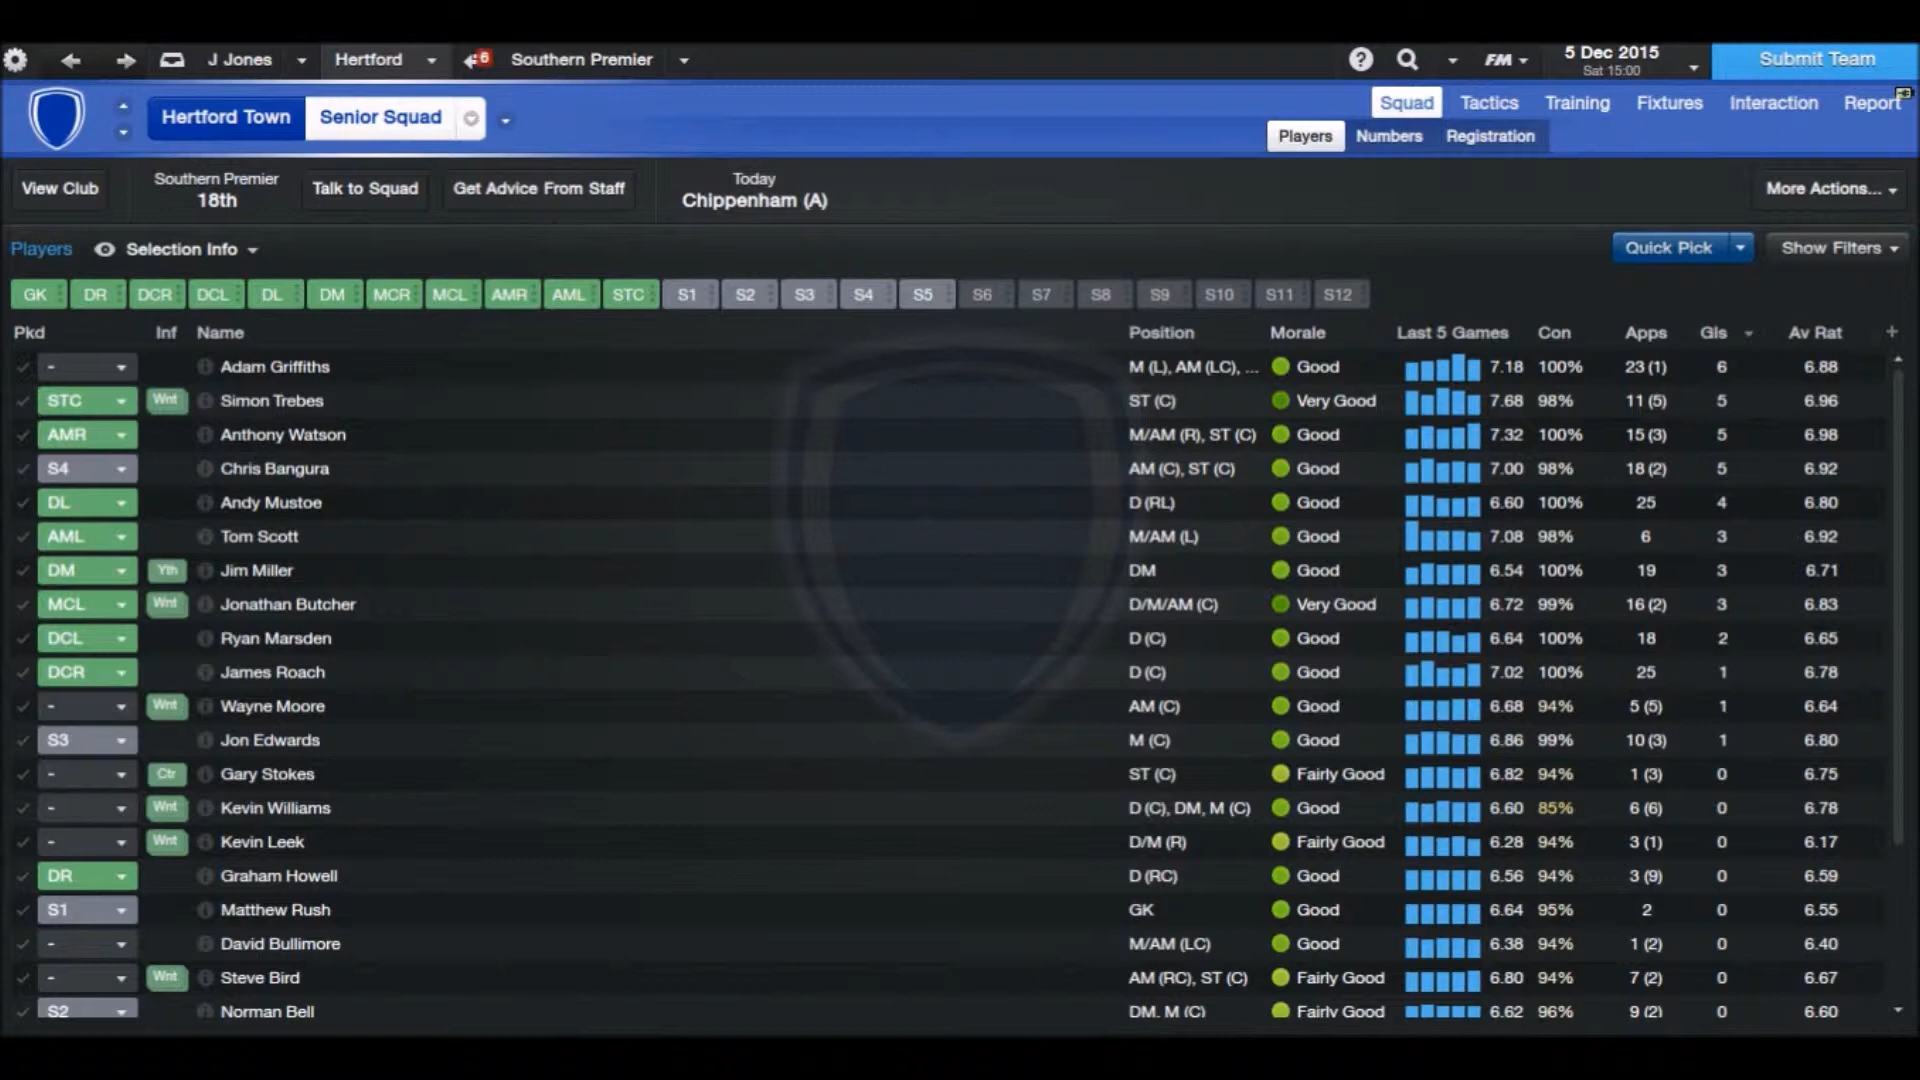 J Jones Hertford 6 Southern Premier FM 5 Dec 2015 Submit Team
Sat 15:00
Hertford Town Senior Squad Squad Tactics Training Fixtures Interaction Report
Players Numbers Registration
View Club Southern Premier Talk to Squad Get Advice From Staff Today More Actions...
18th Chippenham (A)
Players Selection Info Quick Pick Show Filters
GK DR DCR DCL DL DM MCR MCL AMR AML STC S1 S2 S3 S4 S5 S6 S7 S8 S9 S10 S11 S12
Pkd Inf Name Position Morale Last 5 Games Con Apps Gls Av Rat +
- Adam Griffiths M (L), AM (LC), ... Good 7.18 100% 23 (1) 6 6.88
STC Wnt Simon Trebes ST (C) Very Good 7.68 98% 11 (5) 5 6.96
AMR Anthony Watson M/AM (R), ST (C) Good 7.32 100% 15 (3) 5 6.98
S4 Chris Bangura AM (C), ST (C) Good 7.00 98% 18 (2) 5 6.92
DL Andy Mustoe D (RL) Good 6.60 100% 25 4 6.80
AML Tom Scott M/AM (L) Good 7.08 98% 6 3 6.92
DM Yth Jim Miller DM Good 6.54 100% 19 3 6.71
MCL Wnt Jonathan Butcher D/M/AM (C) Very Good 6.72 99% 16 (2) 3 6.83
DCL Ryan Marsden D (C) Good 6.64 100% 18 2 6.65
DCR James Roach D (C) Good 7.02 100% 25 1 6.78
- Wnt Wayne Moore AM (C) Good 6.68 94% 5 (5) 1 6.64
S3 Jon Edwards M (C) Good 6.86 99% 10 (3) 1 6.80
- Ctr Gary Stokes ST (C) Fairly Good 6.82 94% 1 (3) 0 6.75
- Wnt Kevin Williams D (C), DM, M (C) Good 6.60 85% 6 (6) 0 6.78
- Wnt Kevin Leek D/M (R) Fairly Good 6.28 94% 3 (1) 0 6.17
DR Graham Howell D (RC) Good 6.56 94% 3 (9) 0 6.59
S1 Matthew Rush GK Good 6.64 95% 2 0 6.55
- David Bullimore M/AM (LC) Good 6.38 94% 1 (2) 0 6.40
- Wnt Steve Bird AM (RC), ST (C) Fairly Good 6.80 94% 7 (2) 0 6.67
S2 Norman Bell DM, M (C) Fairly Good 6.62 96% 9 (2) 0 6.60